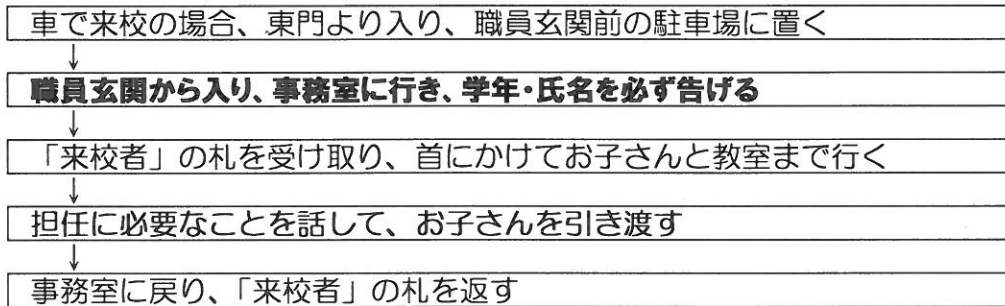 車で来校の場合、東門より入り、職員玄関前の駐車場に置く
↓
職員玄関から入り、事務室に行き、学年・氏名を必ず告げる
↓
「来校者」の札を受け取り、首にかけてお子さんと教室まで行く
↓
担任に必要なことを話して、お子さんを引き渡す
↓
事務室に戻り、「来校者」の札を返す